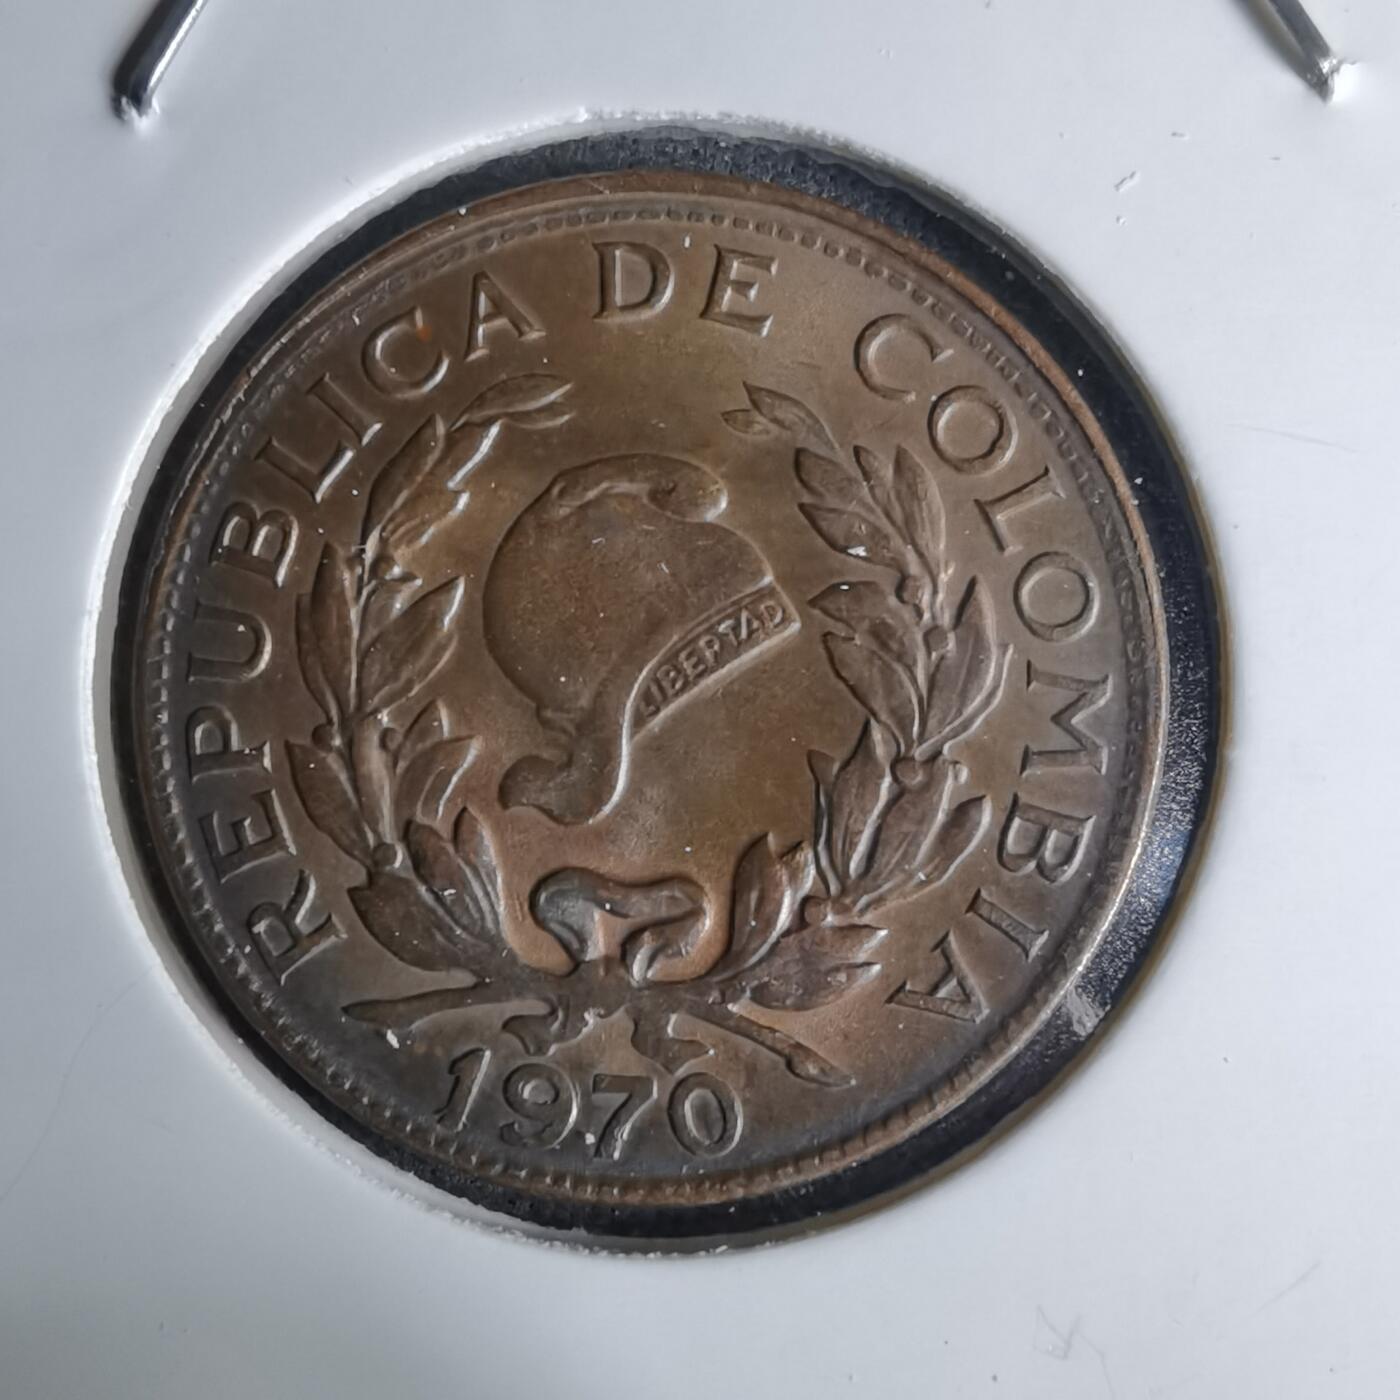 REPUBLICA DE COLOMBIA
LIBERTAD
1970